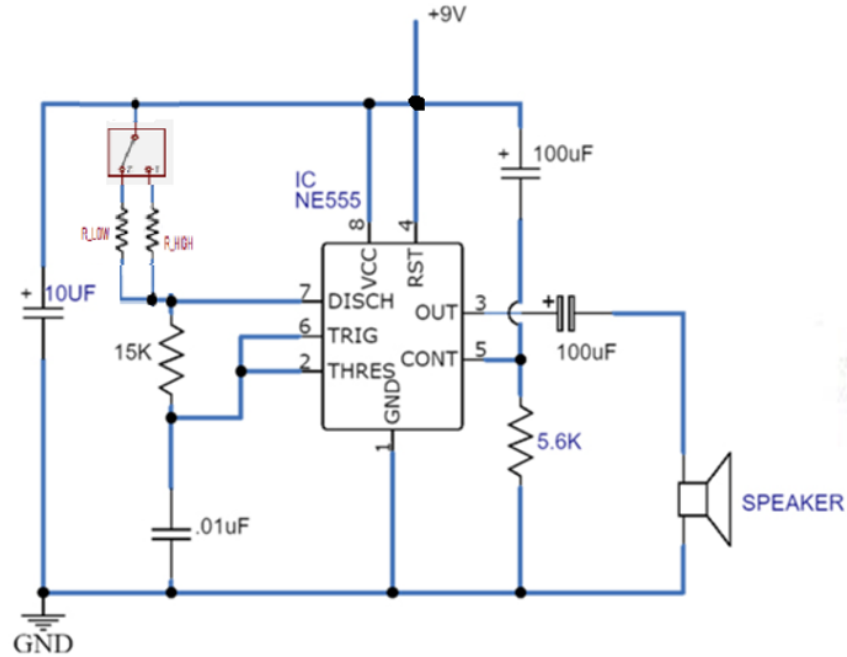 +9V
100uF
IC
NE555
8
4
VCC
RST
R_LOW
R_HIGH
10UF
7
DISCH
OUT
3
6
TRIG
15K
CONT
5
100uF
2
THRES
GND
1
5.6K
.01uF
SPEAKER
GND
+
+
+